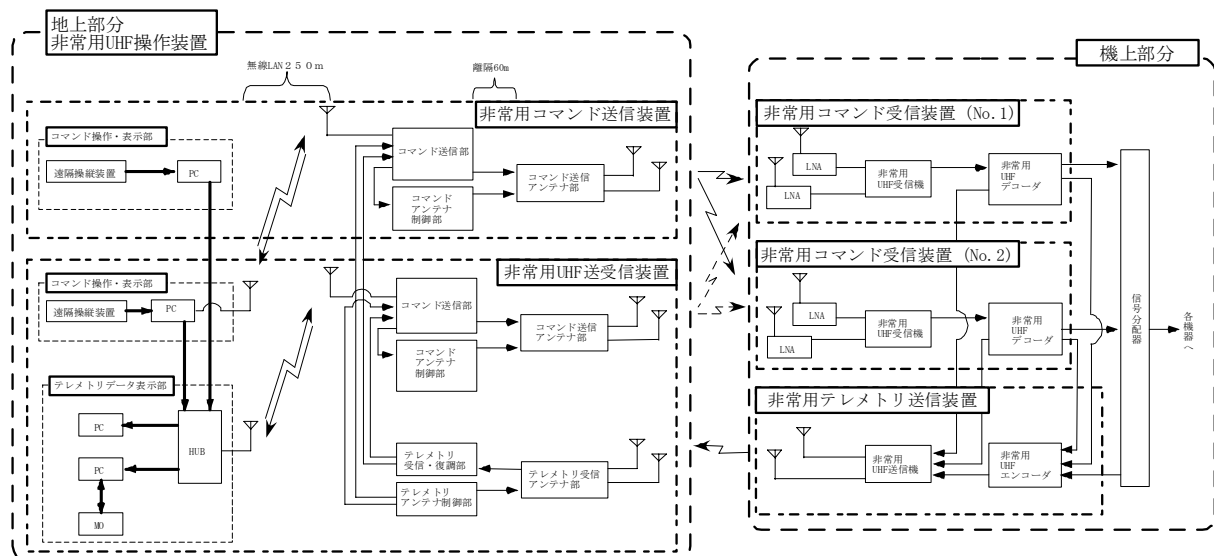 地上部分
非常用UHF操作装置
無線LAN250m
離隔60m
非常用コマンド送信装置
コマンド操作・表示部
遠隔操縦装置
PC
コマンド送信部
コマンド
アンテナ
制御部
コマンド送信
アンテナ部
非常用UHF送受信装置
コマンド操作・表示部
遠隔操縦装置
PC
コマンド送信部
コマンド
アンテナ制御部
コマンド送信
アンテナ部
テレメトリデータ表示部
PC
HUB
PC
MO
テレメトリ
受信・復調部
テレメトリ
アンテナ制御部
テレメトリ受信
アンテナ部
機上部分
非常用コマンド受信装置 (No.1)
LNA
LNA
非常用
UHF受信機
非常用
UHF
デコーダ
非常用コマンド受信装置 (No.2)
LNA
LNA
非常用
UHF受信機
非常用
UHF
デコーダ
非常用テレメトリ送信装置
非常用
UHF送信機
非常用
UHF
エンコーダ
信号分配器
各機器へ